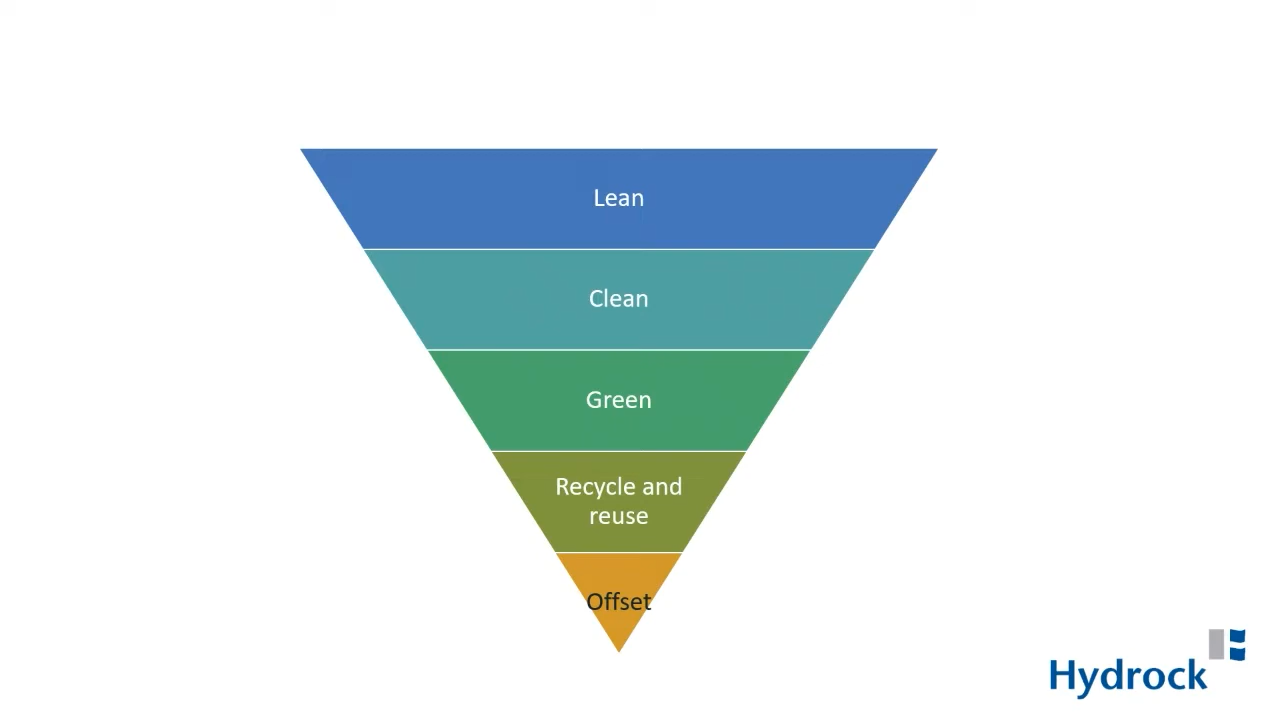 Lean
Clean
Green
Recycle and
reuse
Offset
Hydrock